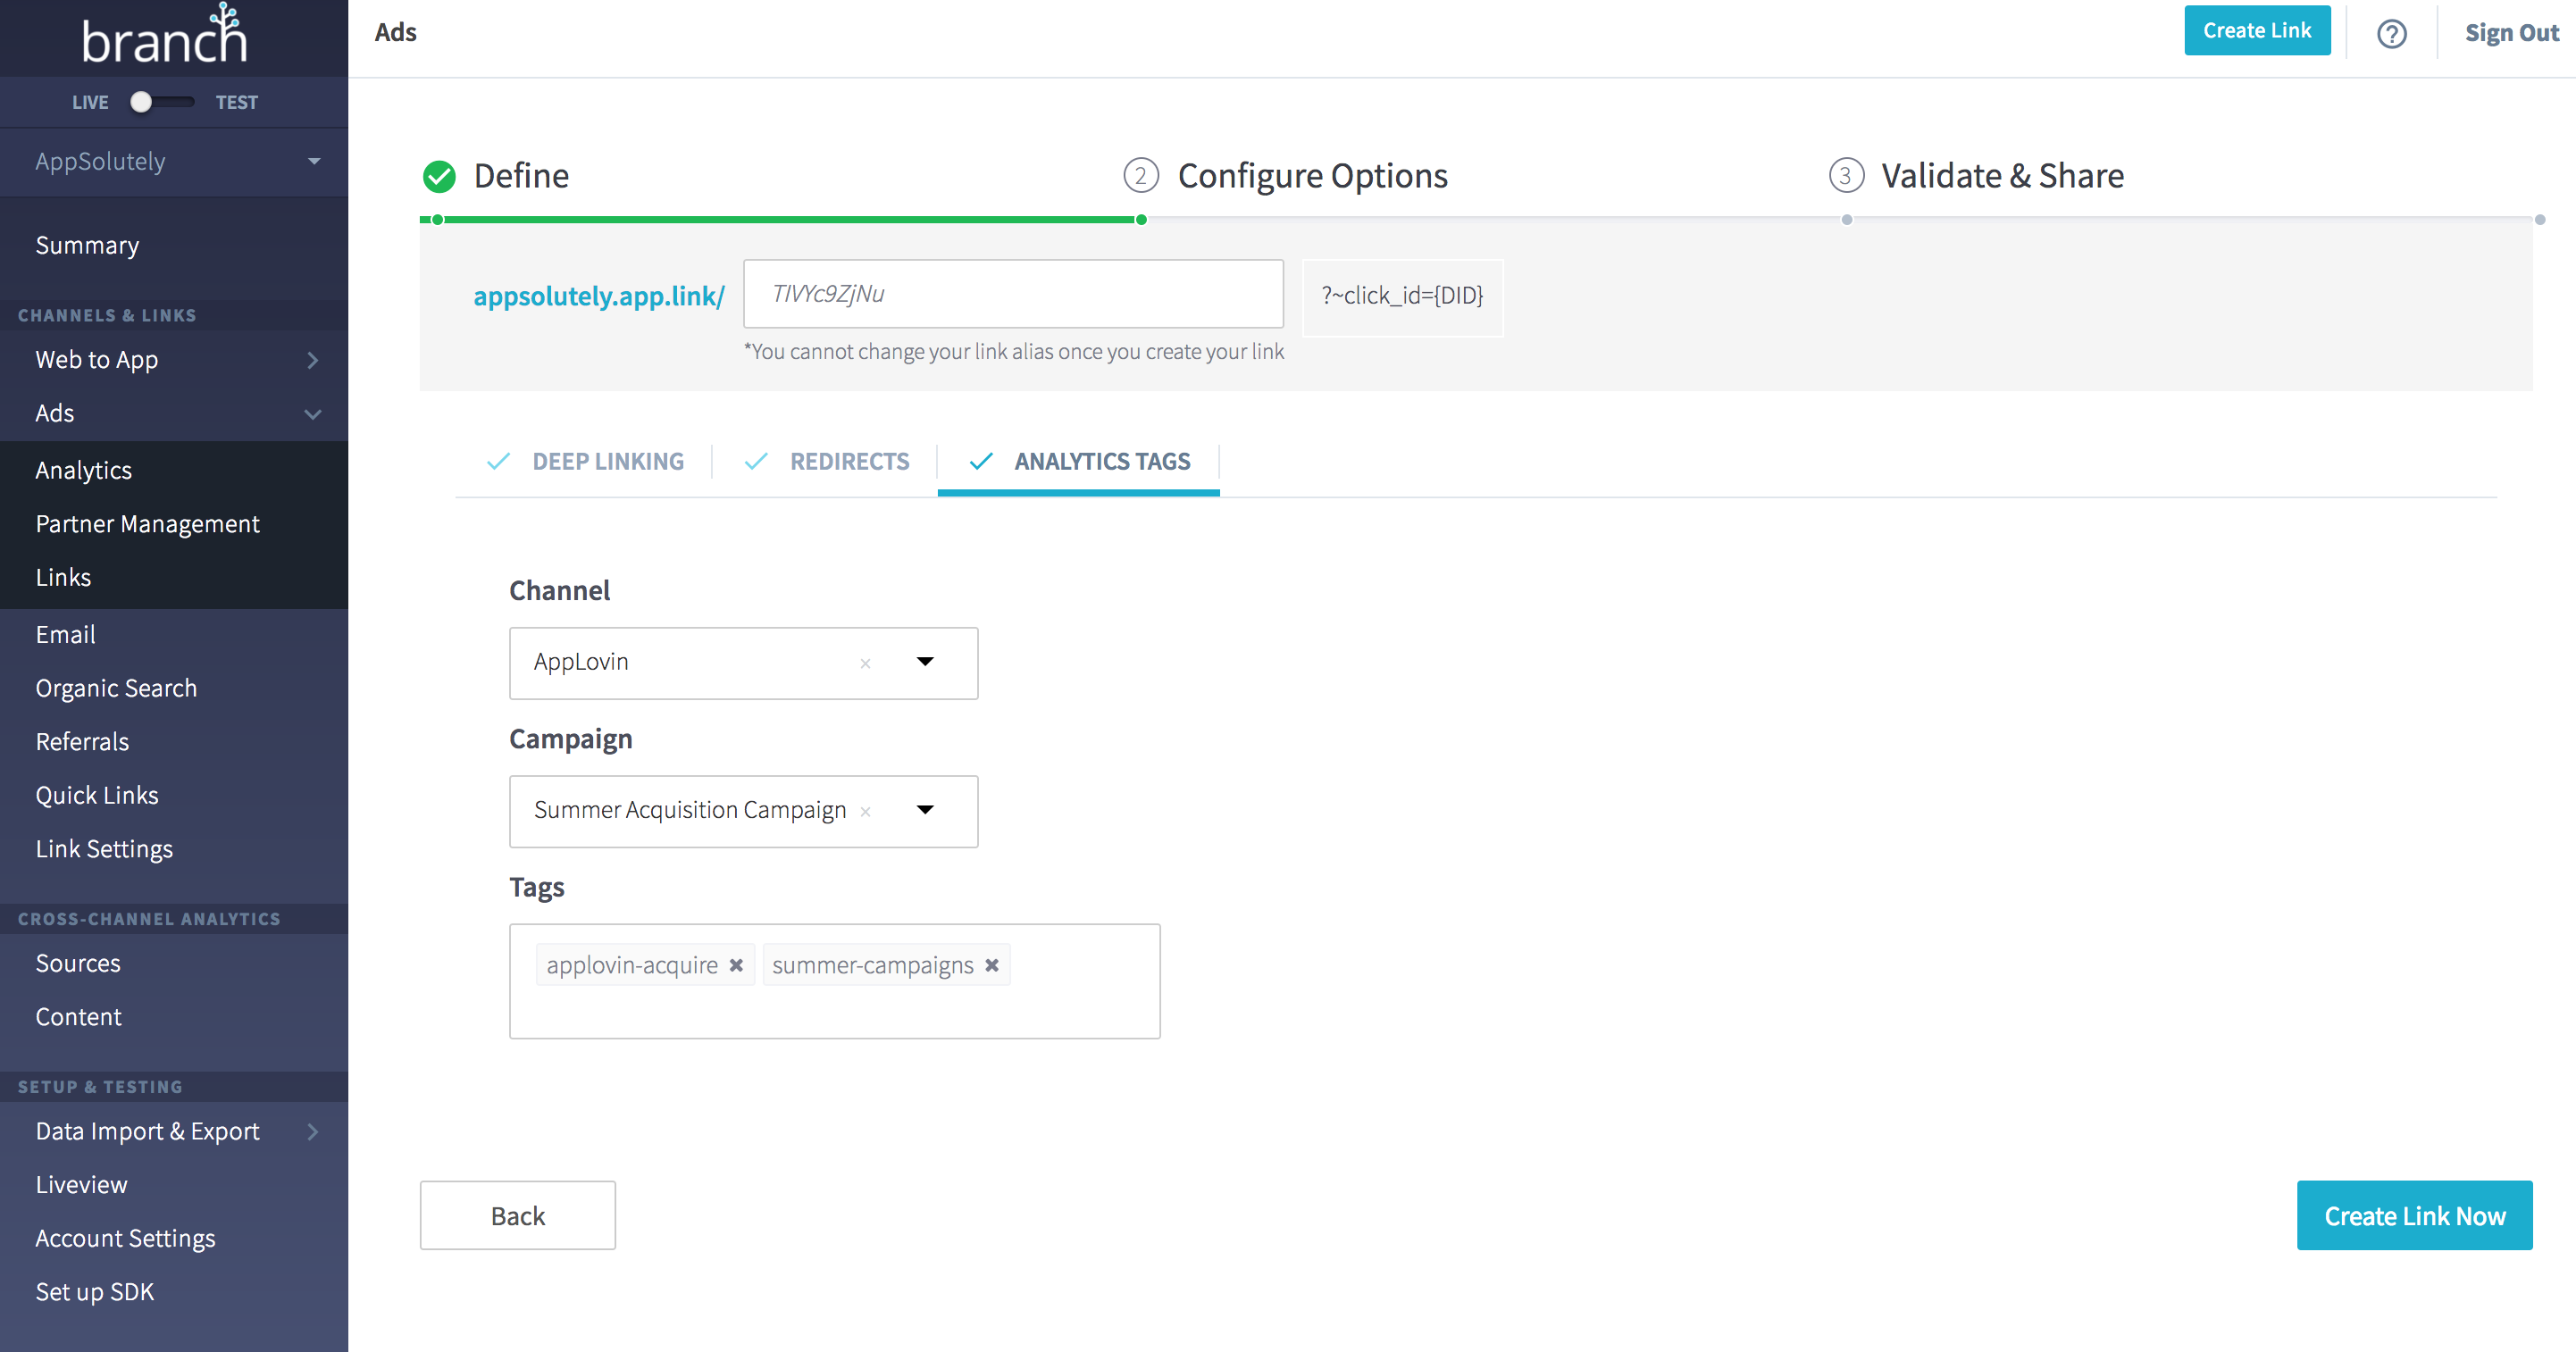 branch
LIVE TEST
AppSolutely
Summary
CHANNELS & LINKS
Web to App
Ads
Analytics
Partner Management
Links
Email
Organic Search
Referrals
Quick Links
Link Settings
CROSS-CHANNEL ANALYTICS
Sources
Content
SETUP & TESTING
Data Import & Export
Liveview
Account Settings
Set up SDK
Ads
Create Link
?
Sign Out
Define
2 Configure Options
3 Validate & Share
appsolutely.app.link/ TIVYc9ZjNu ?~click_id={DID}
*You cannot change your link alias once you create your link
DEEP LINKING
REDIRECTS
ANALYTICS TAGS
Channel
AppLovin ×
Campaign
Summer Acquisition Campaign ×
Tags
applovin-acquire × summer-campaigns ×
Back
Create Link Now